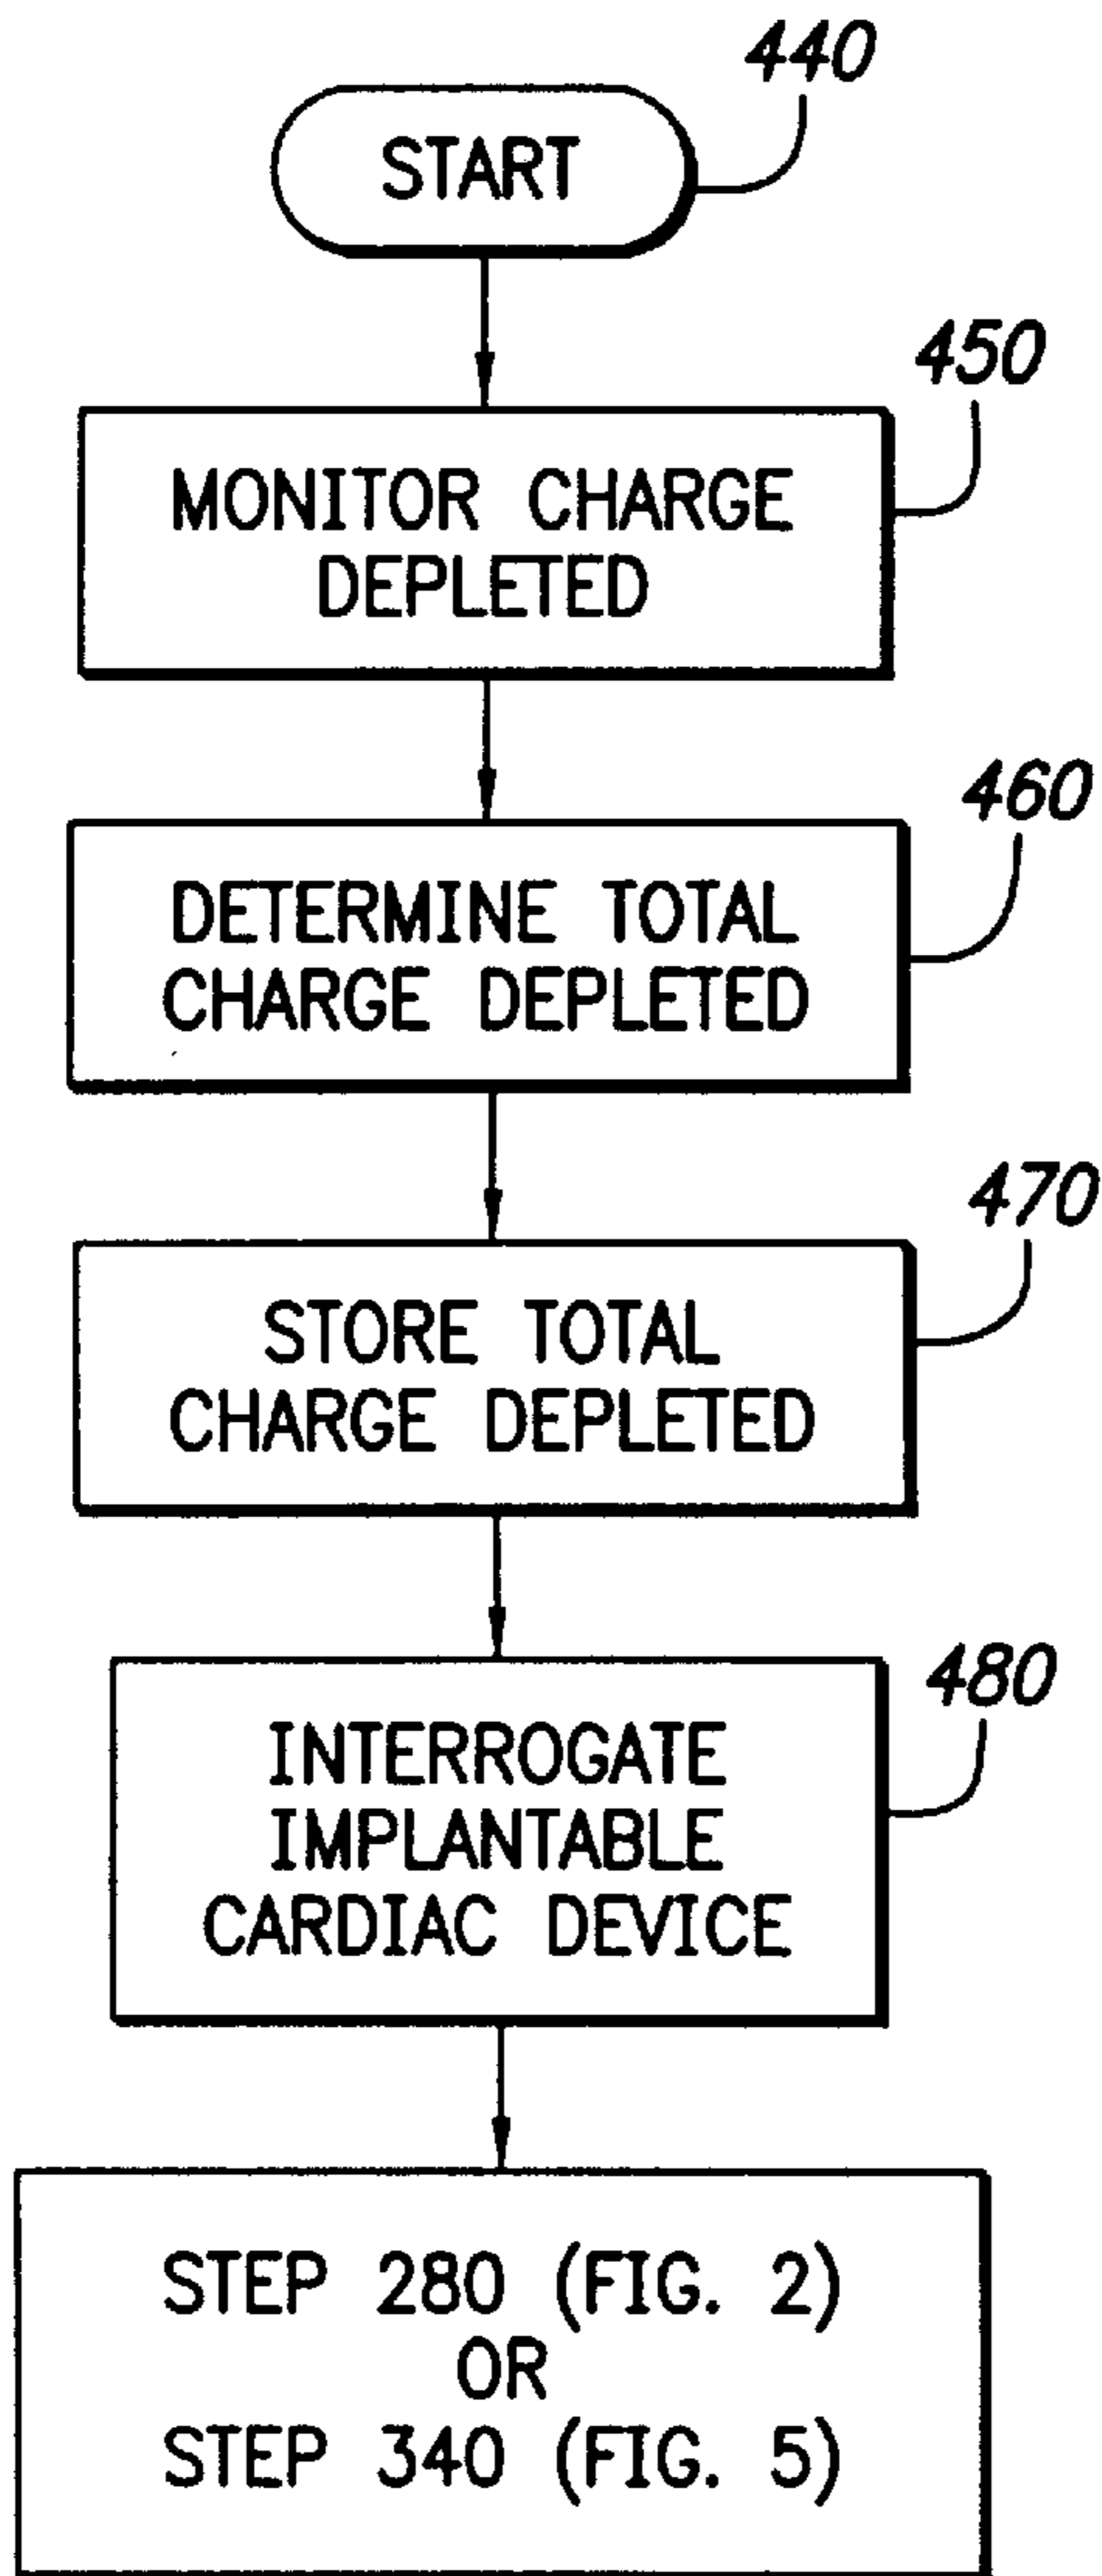 440
START
450
MONITOR CHARGE
DEPLETED
460
DETERMINE TOTAL
CHARGE DEPLETED
470
STORE TOTAL
CHARGE DEPLETED
480
INTERROGATE
IMPLANTABLE
CARDIAC DEVICE
STEP 280 (FIG. 2)
OR
STEP 340 (FIG. 5)